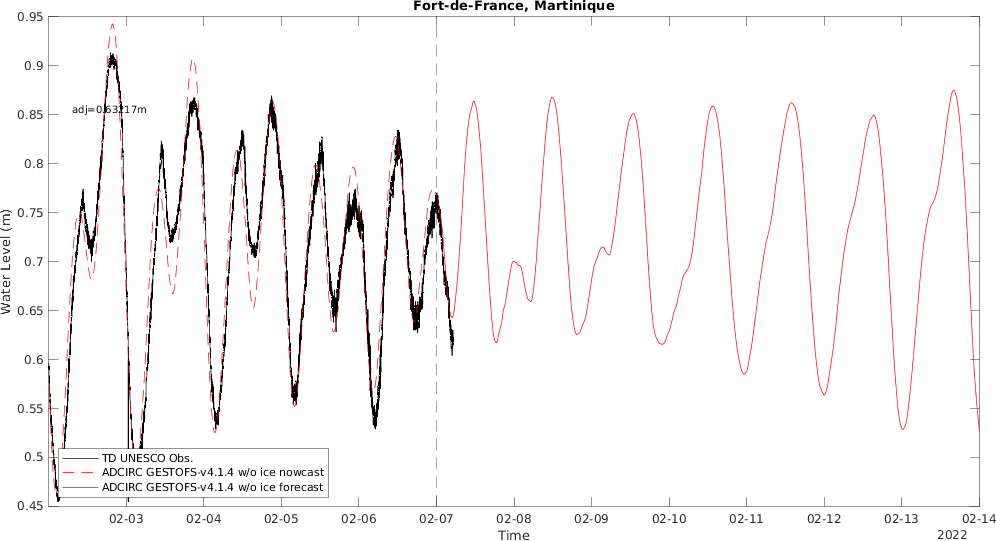 Fort-de-France, Martinique
0.95
0.9
0.85
0.8
0.75
0.7
0.65
0.6
0.55
0.5
0.45
Water Level (m)
adj=0.63217m
TD UNESCO Obs.
ADCIRC GESTOFS-v4.1.4 w/o ice nowcast
ADCIRC GESTOFS-v4.1.4 w/o ice forecast
02-03 02-04 02-05 02-06 02-07 02-08 02-09 02-10 02-11 02-12 02-13 02-14
Time
2022